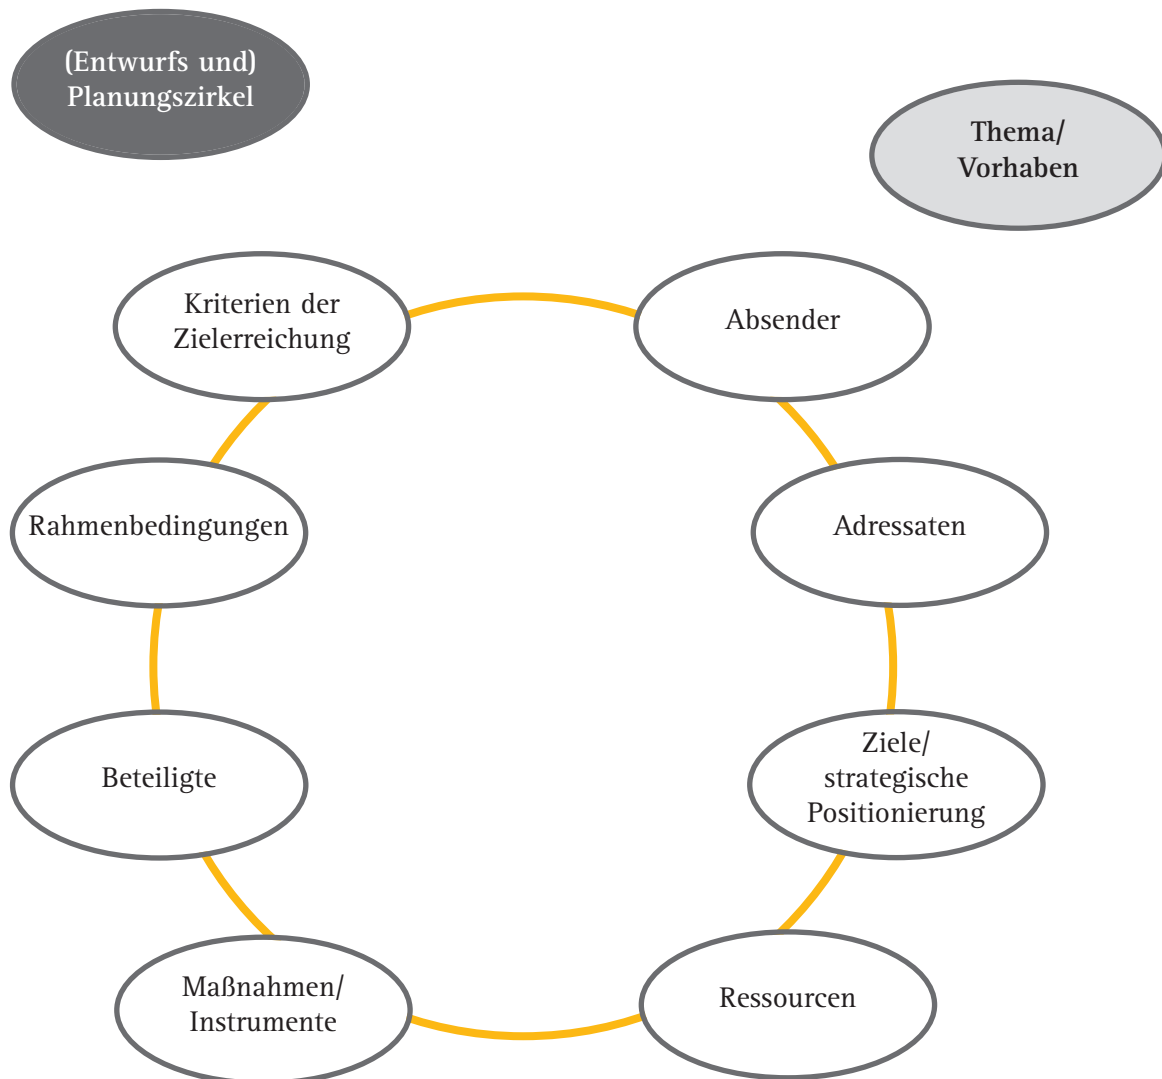 (Entwurfs und)
Planungszirkel
Thema/
Vorhaben
Kriterien der
Zielerreichung
Absender
Rahmenbedingungen
Adressaten
Beteiligte
Ziele/
strategische
Positionierung
Maßnahmen/
Instrumente
Ressourcen